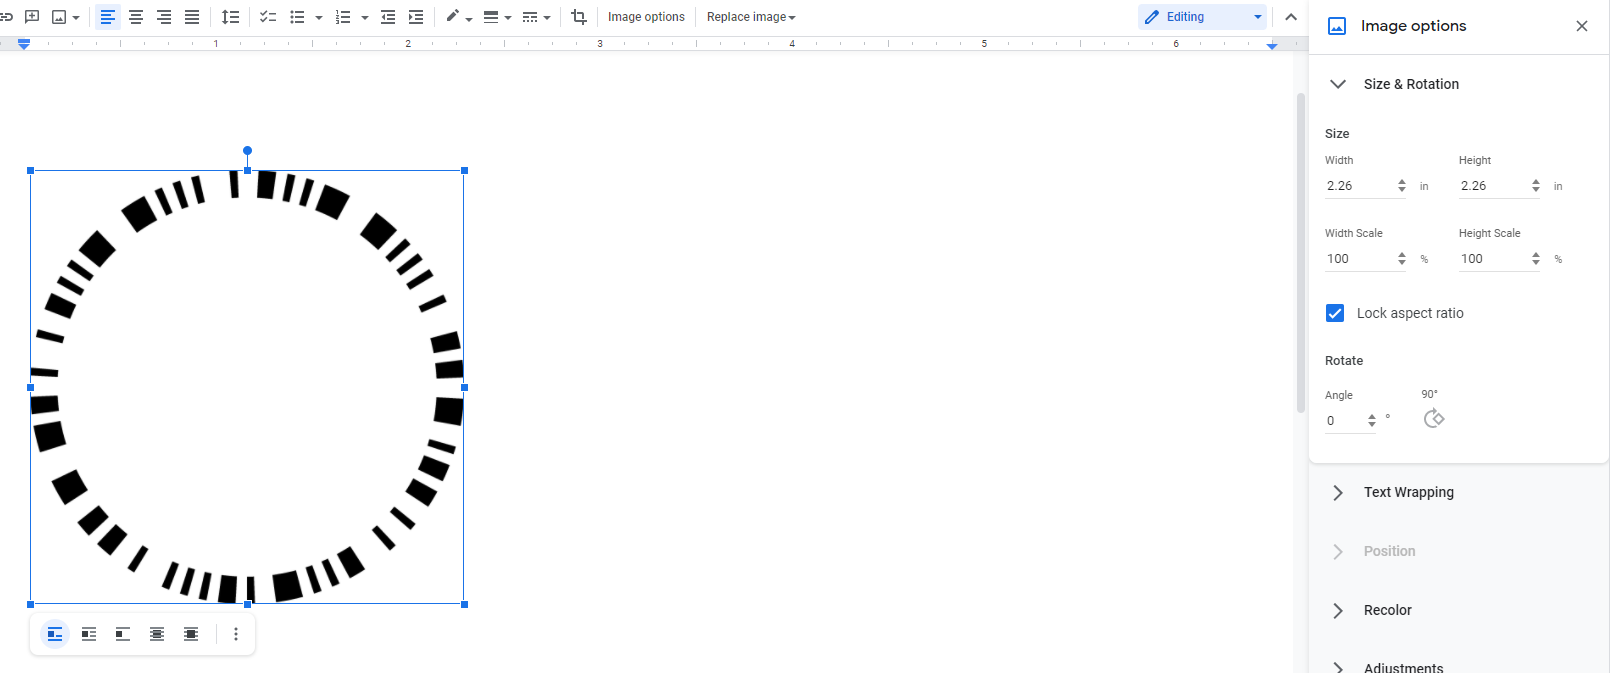 Image options
Replace image
Editing
Image options
1 2 3 4 5 6
Size & Rotation
Size
Width Height
2.26 in 2.26 in
Width Scale Height Scale
100 % 100 %
Lock aspect ratio
Rotate
Angle 90°
0 °
Text Wrapping
Position
Recolor
Adjustments